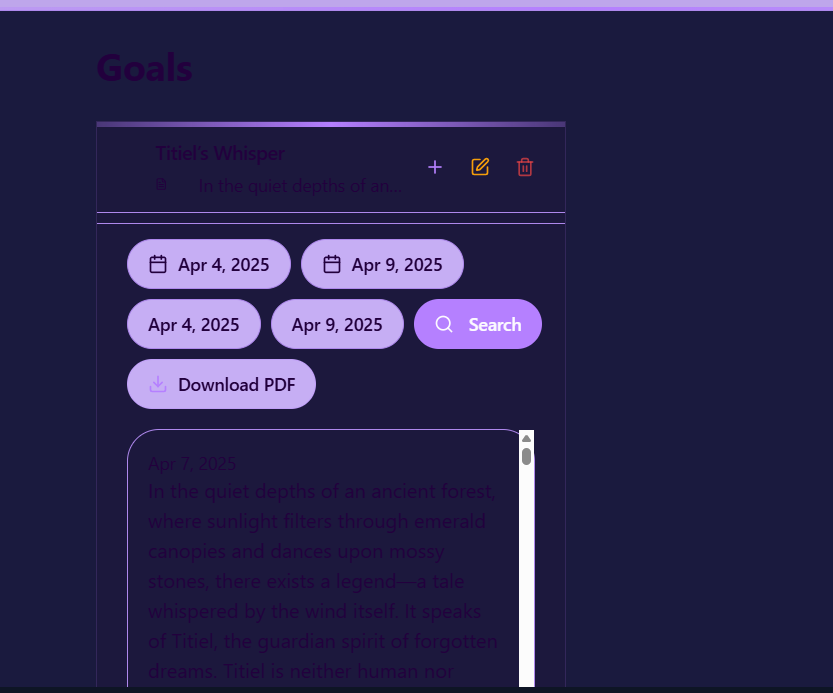 Goals
Titiel's Whisper
In the quiet depths of an...
Apr 4, 2025
Apr 9, 2025
Apr 4, 2025
Apr 9, 2025
Search
Download PDF
Apr 7, 2025
In the quiet depths of an ancient forest,
where sunlight filters through emerald
canopies and dances upon mossy
stones, there exists a legend—a tale
whispered by the wind itself. It speaks
of Titiel, the guardian spirit of forgotten
dreams. Titiel is neither human nor